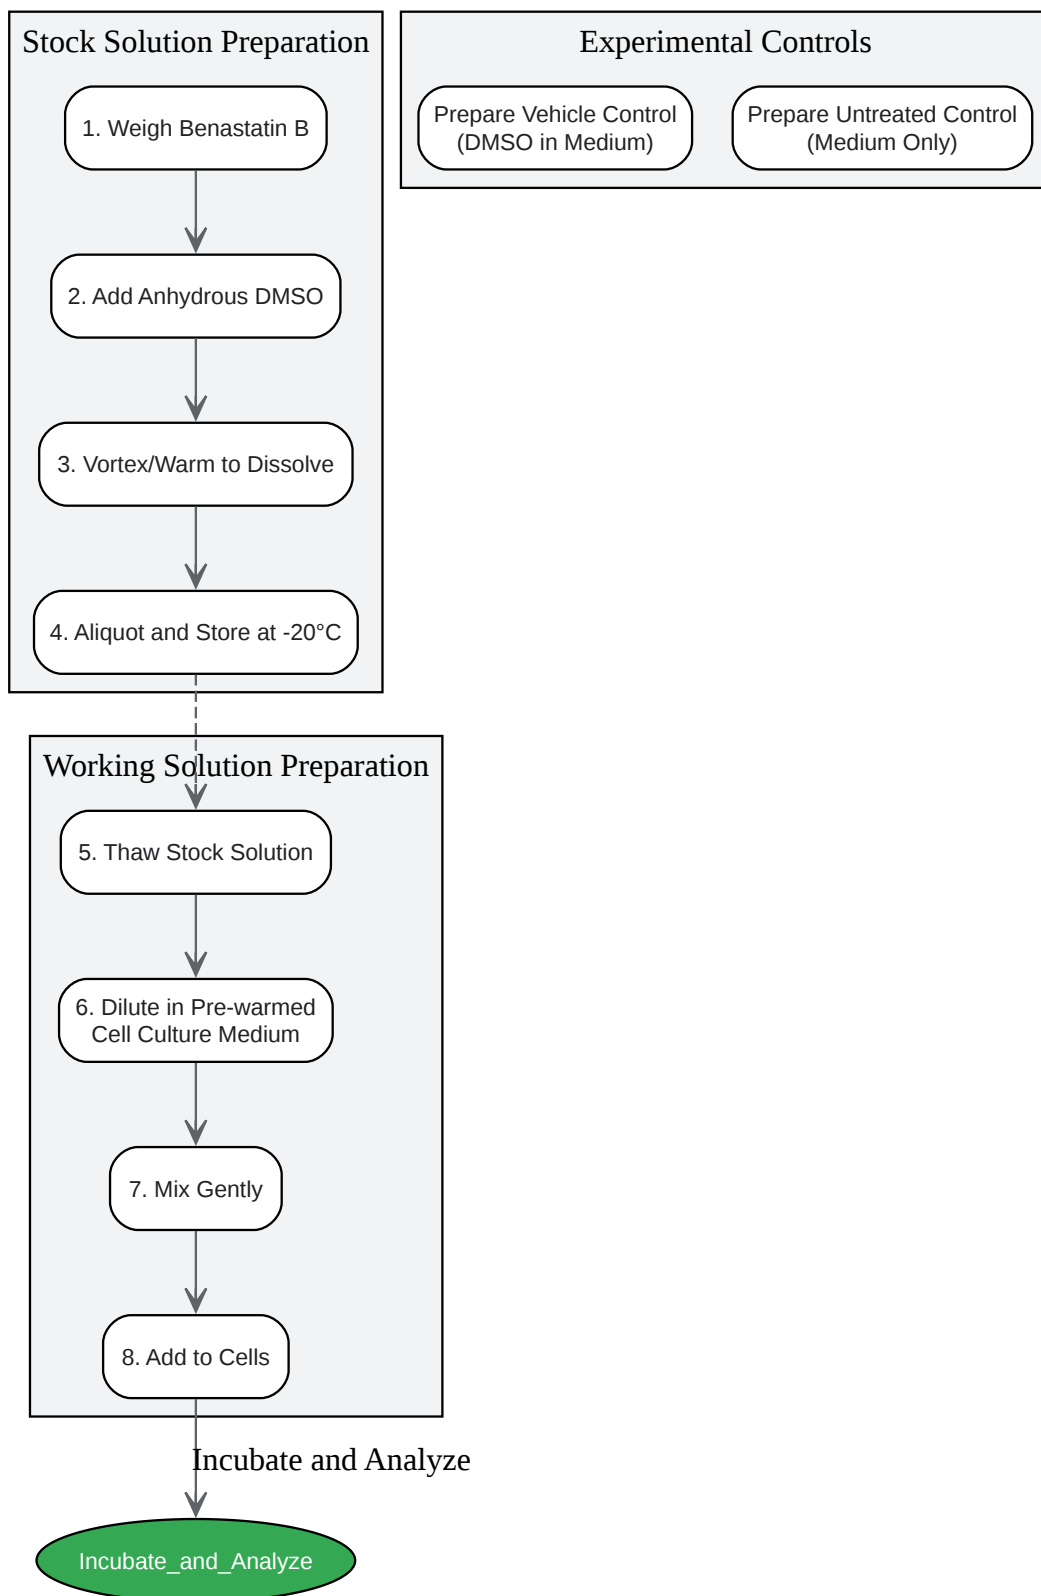 Stock Solution Preparation
1. Weigh Benastatin B
2. Add Anhydrous DMSO
3. Vortex/Warm to Dissolve
4. Aliquot and Store at -20°C
Experimental Controls
Prepare Vehicle Control
(DMSO in Medium)
Prepare Untreated Control
(Medium Only)
Working Solution Preparation
5. Thaw Stock Solution
6. Dilute in Pre-warmed
Cell Culture Medium
7. Mix Gently
8. Add to Cells
Incubate and Analyze
Incubate_and_Analyze